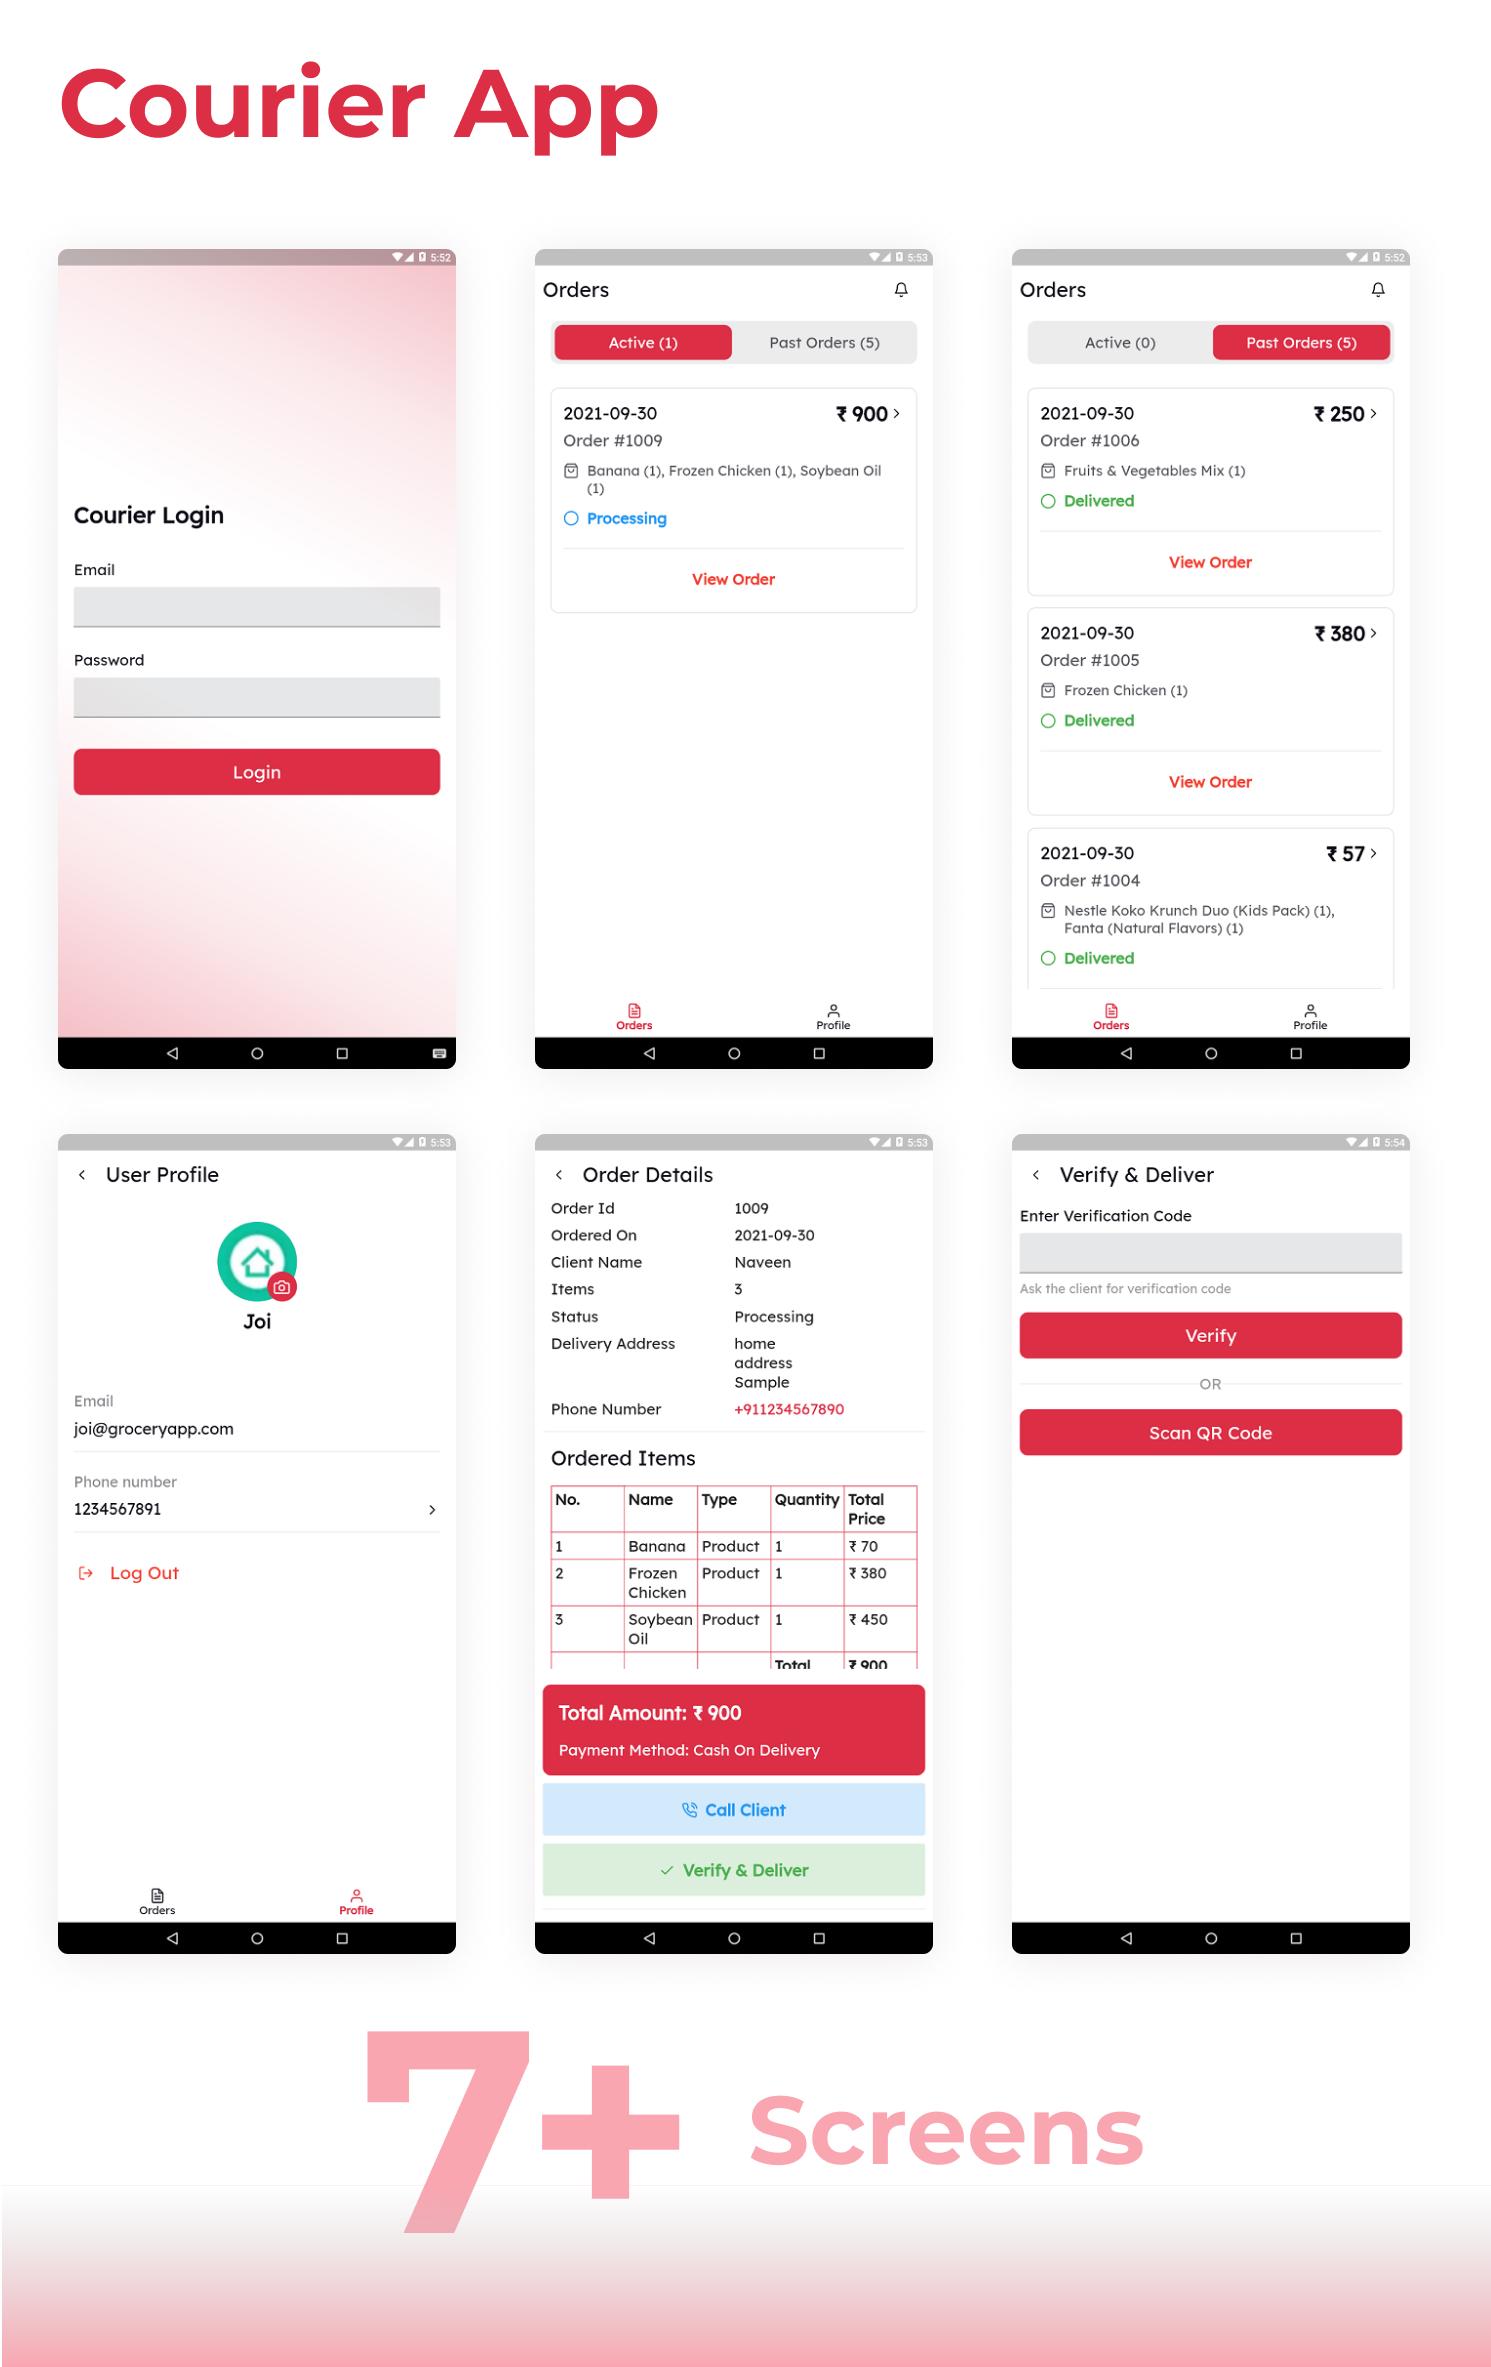 Courier App
5:52
Courier Login
Email
Password
Login
5:53
Orders
Active (1)
Past Orders (5)
2021-09-30
₹ 900
Order #1009
Banana (1), Frozen Chicken (1), Soybean Oil
(1)
Processing
View Order
Orders
Profile
5:52
Orders
Active (0)
Past Orders (5)
2021-09-30
₹ 250
Order #1006
Fruits & Vegetables Mix (1)
Delivered
View Order
2021-09-30
₹ 380
Order #1005
Frozen Chicken (1)
Delivered
View Order
2021-09-30
₹ 57
Order #1004
Nestle Koko Krunch Duo (Kids Pack) (1),
Fanta (Natural Flavors) (1)
Delivered
Orders
Profile
5:53
User Profile
Joi
Email
joi@groceryapp.com
Phone number
1234567891
Log Out
Orders
Profile
5:53
Order Details
Order Id 1009
Ordered On 2021-09-30
Client Name Naveen
Items 3
Status Processing
Delivery Address home
address
Sample
Phone Number +911234567890
Ordered Items
No. Name Type Quantity Total
Price
1 Banana Product 1 ₹ 70
2 Frozen Product 1 ₹ 380
Chicken
3 Soybean Product 1 ₹ 450
Oil
Total ₹ 900
Total Amount: ₹ 900
Payment Method: Cash On Delivery
Call Client
Verify & Deliver
5:54
Verify & Deliver
Enter Verification Code
Ask the client for verification code
Verify
OR
Scan QR Code
7+ Screens